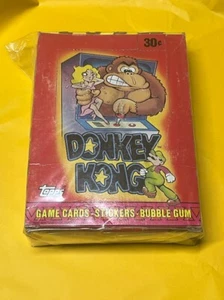 30¢
DONKEY
KONG
topps
GAME CARDS-STICKERS-BUBBLE GUM